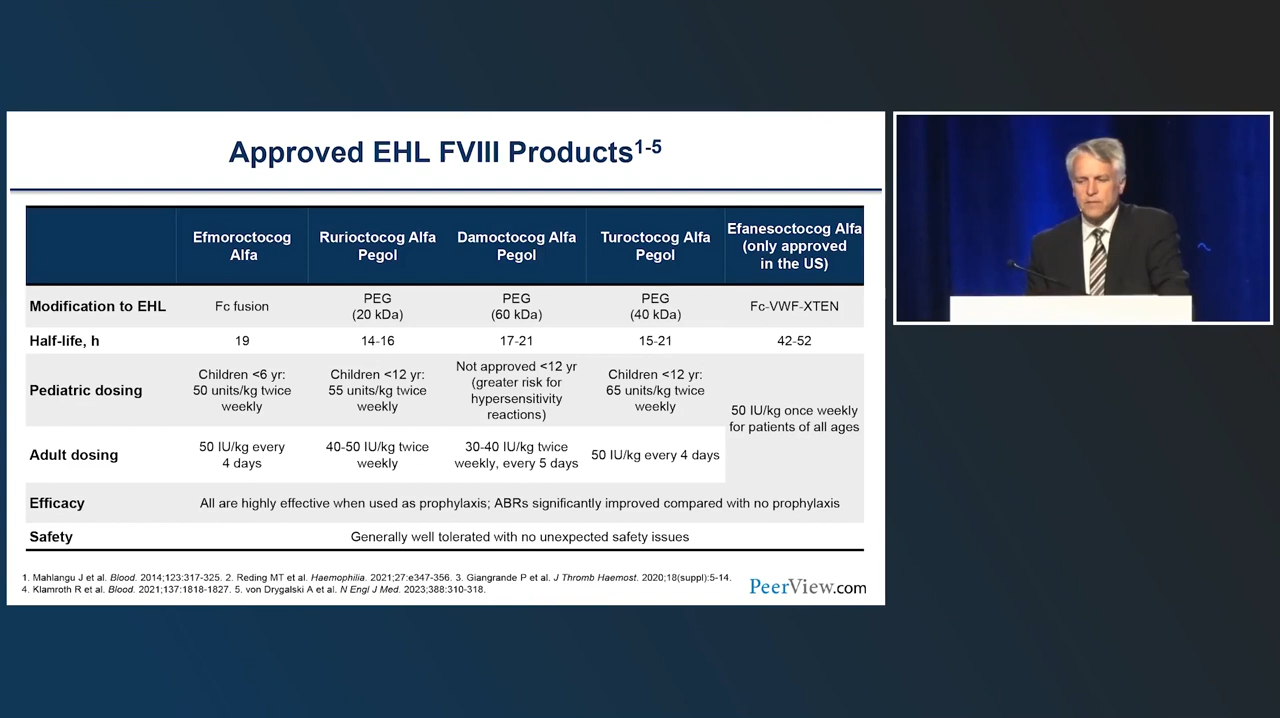 Approved EHL FVIII Products1-5
Efmoroctocog
Alfa
Rurioctocog Alfa
Pegol
Damoctocog Alfa
Pegol
Turoctocog Alfa
Pegol
Efanesoctocog Alfa
(only approved
in the US)
Modification to EHL
Fc fusion
PEG
(20 kDa)
PEG
(60 kDa)
PEG
(40 kDa)
Fc-VWF-XTEN
Half-life, h
19
14-16
17-21
15-21
42-52
Pediatric dosing
Children <6 yr:
50 units/kg twice
weekly
Children <12 yr:
55 units/kg twice
weekly
Not approved <12 yr
(greater risk for
hypersensitivity
reactions)
Children <12 yr:
65 units/kg twice
weekly
50 IU/kg once weekly
for patients of all ages
Adult dosing
50 IU/kg every
4 days
40-50 IU/kg twice
weekly
30-40 IU/kg twice
weekly, every 5 days
50 IU/kg every 4 days
Efficacy
All are highly effective when used as prophylaxis; ABRs significantly improved compared with no prophylaxis
Safety
Generally well tolerated with no unexpected safety issues
1. Mahlangu J et al. Blood. 2014;123:317-325. 2. Reding MT et al. Haemophilia. 2021;27:e347-356. 3. Giangrande P et al. J Thromb Haemost. 2020;18(suppl):5-14.
4. Klamroth R et al. Blood. 2021;137:1818-1827. 5. von Drygalski A et al. N Engl J Med. 2023;388:310-318.
PeerView.com